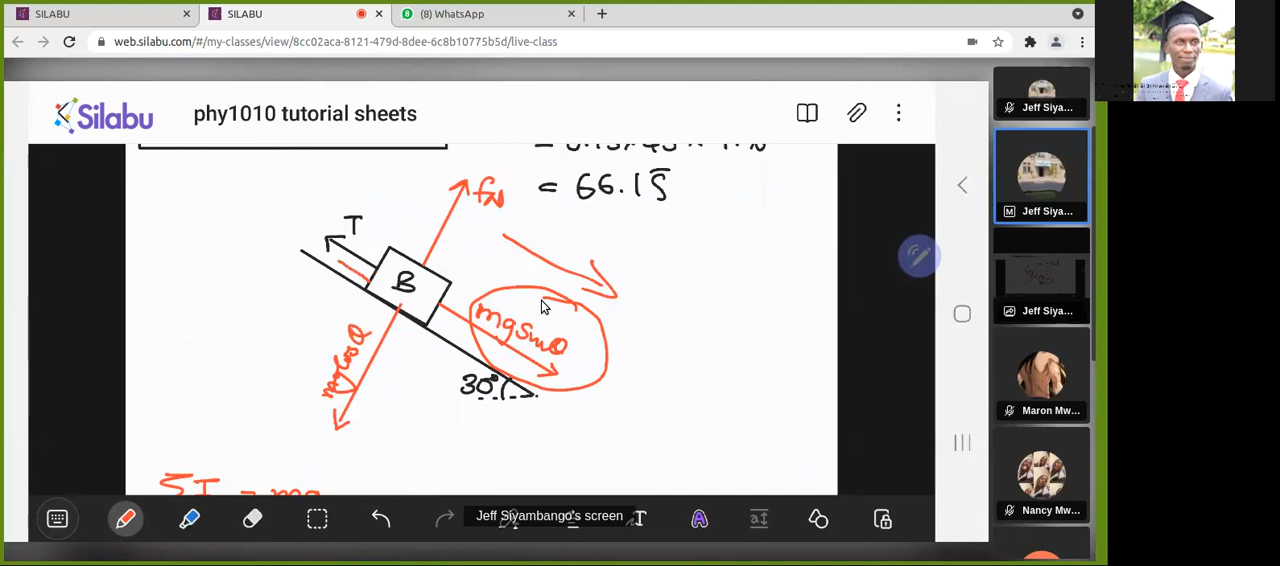 SILABU
SILABU
(8) WhatsApp
web.silabu.com/#/my-classes/view/8cc02aca-8121-479d-8dee-6c8b10775b5d/live-class
Silabu
phy1010 tutorial sheets
= 66.15
fN
T
B
mgsinθ
mgcosθ
30°
Jeff Siyambango's screen
T
A
a
Jeff Siya...
Jeff Siya...
M
Jeff Siya...
Maron Mw...
Nancy Mw...